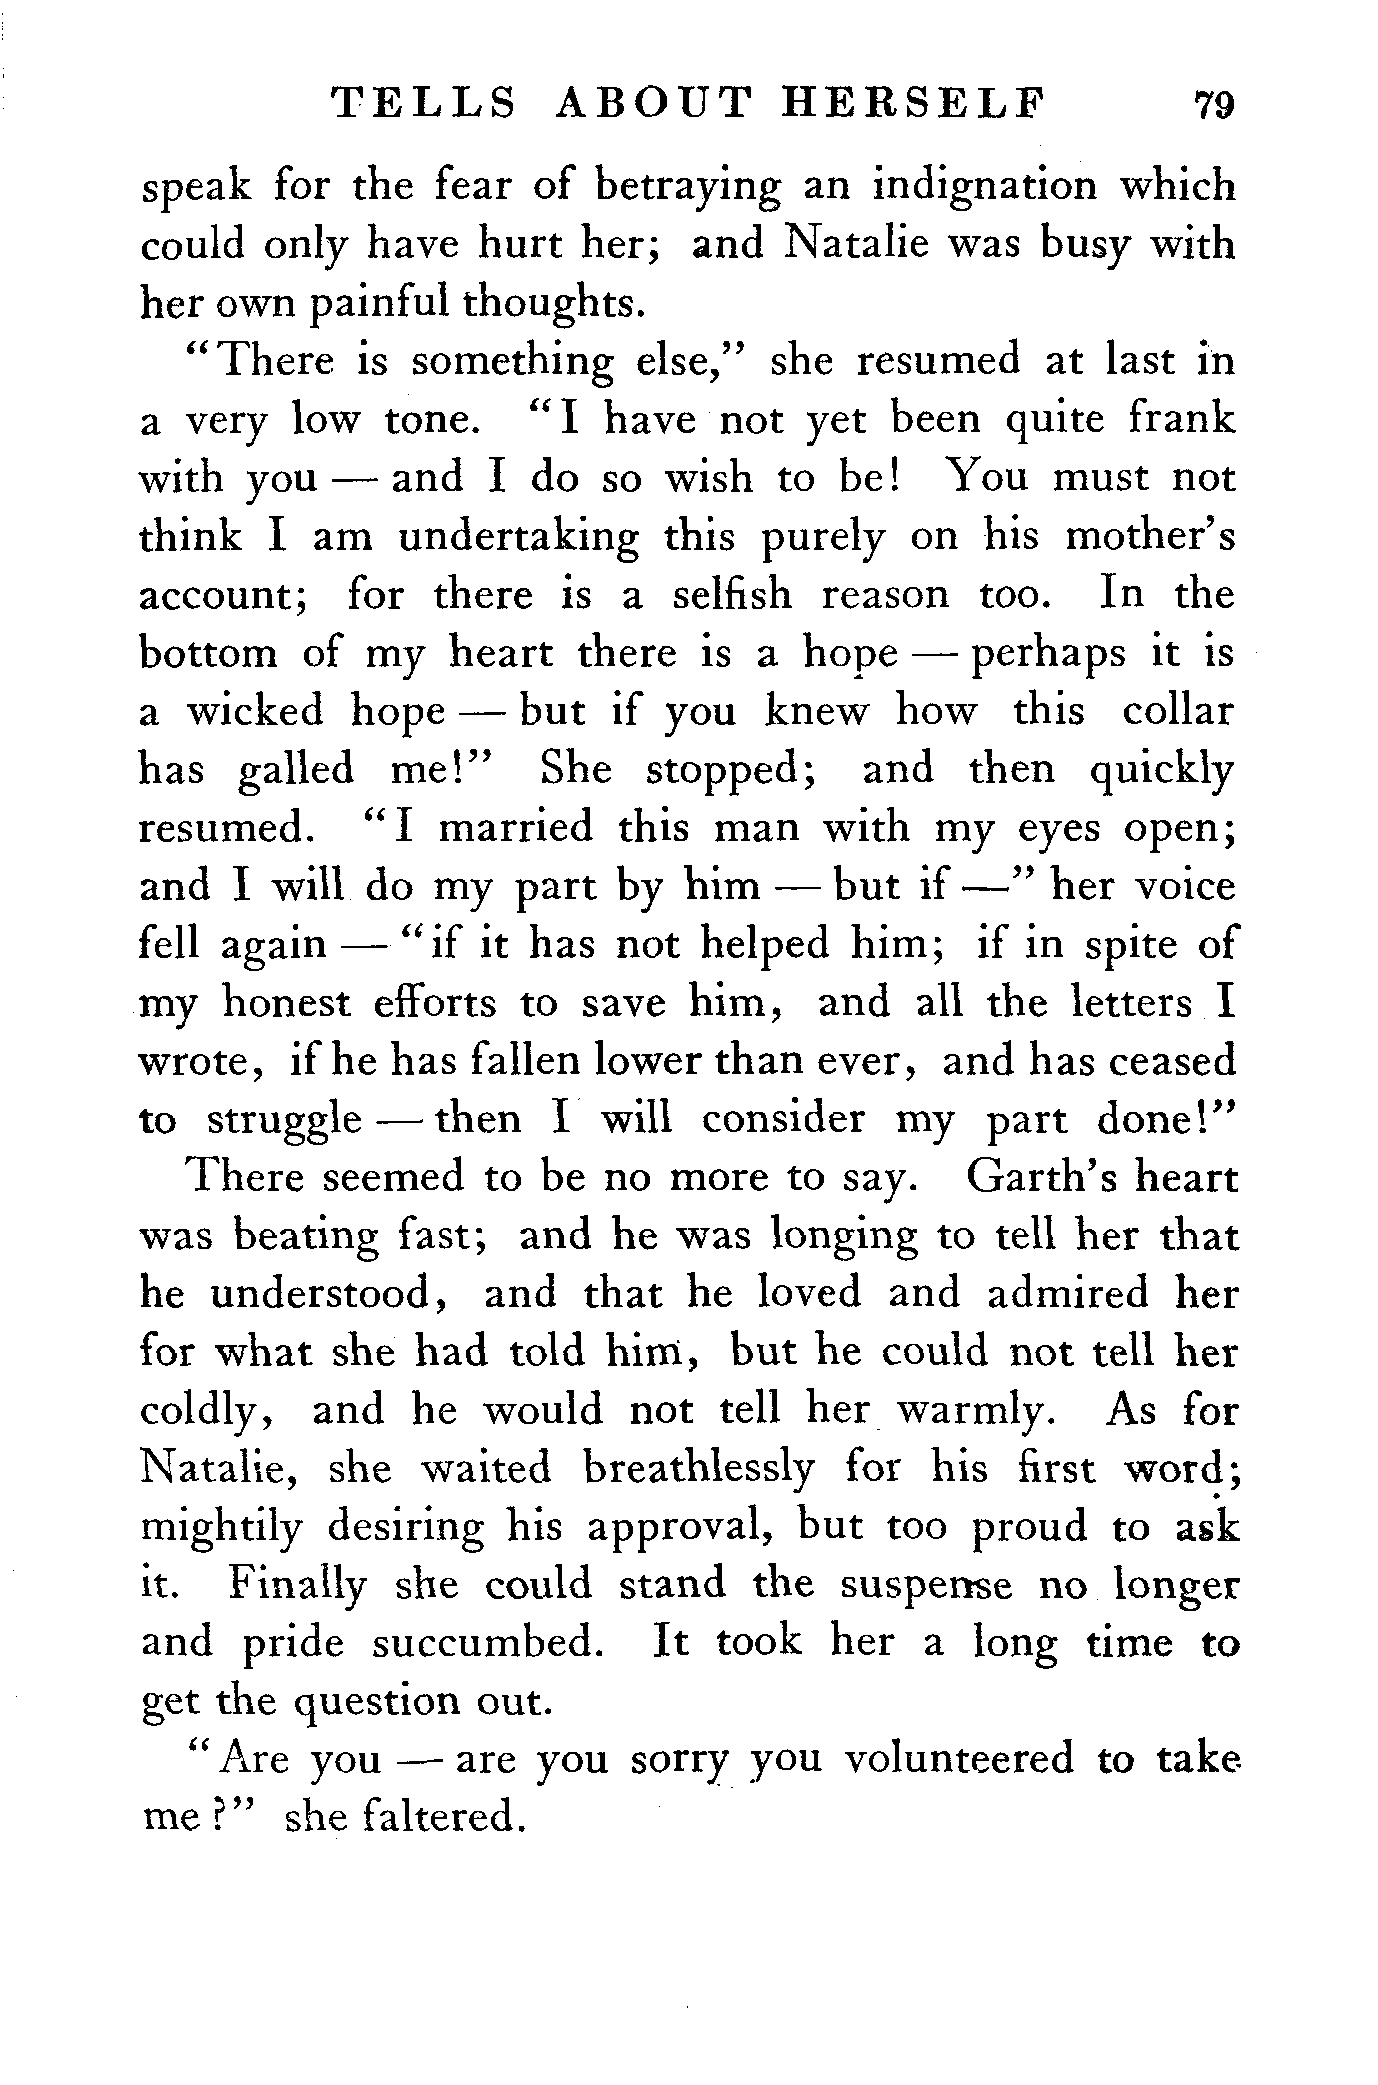 TELLS ABOUT HERSELF 79
speak for the fear of betraying an indignation which
could only have hurt her; and Natalie was busy with
her own painful thoughts.
“There is something else,” she resumed at last in
a very low tone. “I have not yet been quite frank
with you — and I do so wish to be! You must not
think I am undertaking this purely on his mother’s
account; for there is a selfish reason too. In the
bottom of my heart there is a hope — perhaps it is
a wicked hope — but if you knew how this collar
has galled me!” She stopped; and then quickly
resumed. “I married this man with my eyes open;
and I will do my part by him — but if —” her voice
fell again — “if it has not helped him; if in spite of
my honest efforts to save him, and all the letters I
wrote, if he has fallen lower than ever, and has ceased
to struggle — then I will consider my part done!”
There seemed to be no more to say. Garth’s heart
was beating fast; and he was longing to tell her that
he understood, and that he loved and admired her
for what she had told him, but he could not tell her
coldly, and he would not tell her warmly. As for
Natalie, she waited breathlessly for his first word;
mightily desiring his approval, but too proud to ask
it. Finally she could stand the suspense no longer
and pride succumbed. It took her a long time to
get the question out.
“Are you — are you sorry you volunteered to take
me?” she faltered.